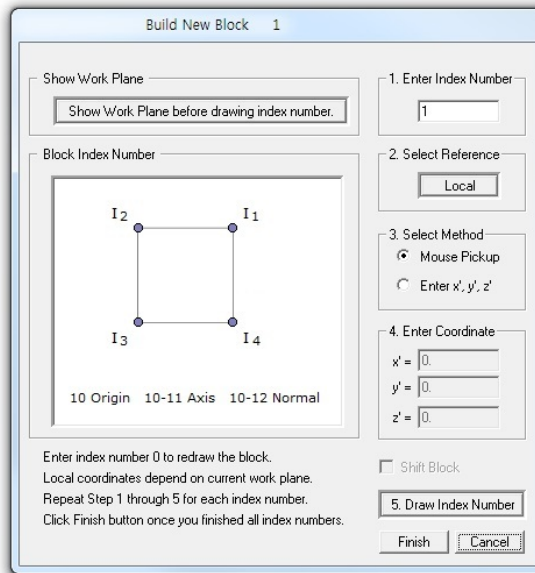 Build New Block 1
Show Work Plane
Show Work Plane before drawing index number.
Block Index Number
I2 I1
I3 I4
10 Origin 10-11 Axis 10-12 Normal
Enter index number 0 to redraw the block.
Local coordinates depend on current work plane.
Repeat Step 1 through 5 for each index number.
Click Finish button once you finished all index numbers.
1. Enter Index Number
1
2. Select Reference
Local
3. Select Method
Mouse Pickup
Enter x', y', z'
4. Enter Coordinate
x' = 0.
y' = 0.
z' = 0.
Shift Block
5. Draw Index Number
Finish Cancel